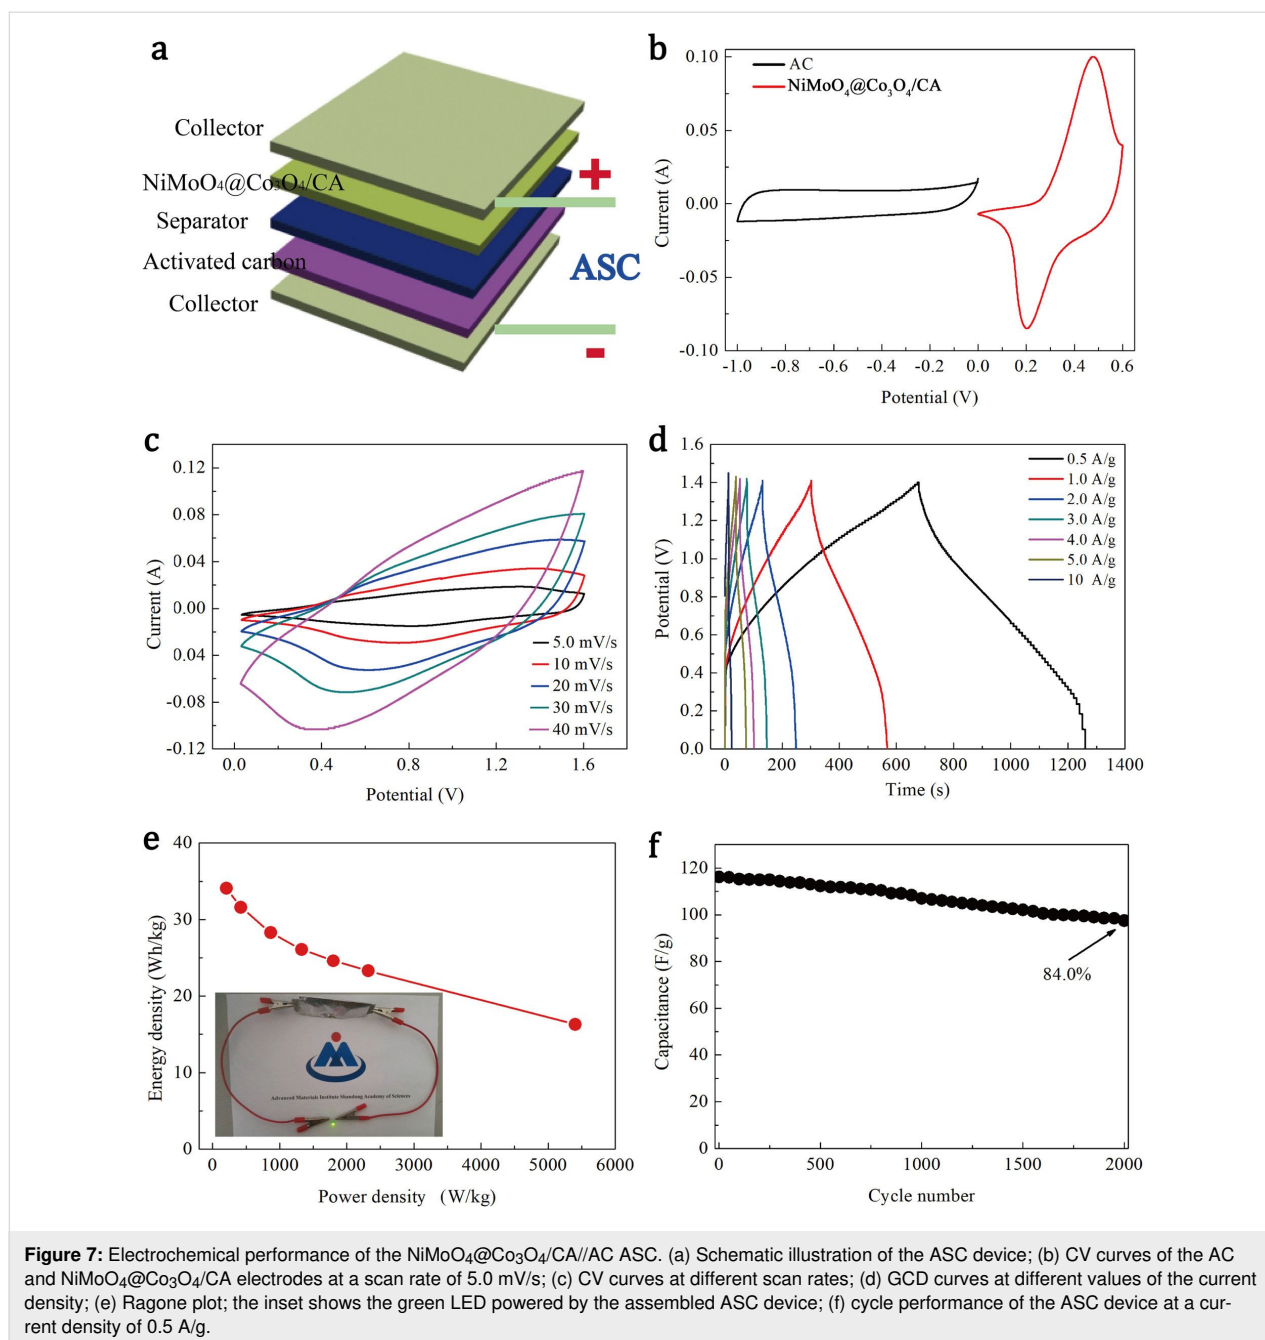 a
Collector
NiMoO₄@Co₃O₄/CA
Separator
Activated carbon
Collector
+
ASC
-
b
AC
NiMoO₄@Co₃O₄/CA
0.10
0.05
0.00
-0.05
-0.10
Current (A)
-1.0 -0.8 -0.6 -0.4 -0.2 0.0 0.2 0.4 0.6
Potential (V)
c
0.12
0.08
0.04
0.00
0.04
-0.08
-0.12
Current (A)
5.0 mV/s
10 mV/s
20 mV/s
30 mV/s
40 mV/s
0.0 0.4 0.8 1.2 1.6
Potential (V)
d
1.6
1.4
1.2
1.0
0.8
0.6
0.4
0.2
0.0
Potential (V)
0.5 A/g
1.0 A/g
2.0 A/g
3.0 A/g
4.0 A/g
5.0 A/g
10 A/g
0 200 400 600 800 1000 1200 1400
Time (s)
e
40
30
20
10
0
Energy density (Wh/kg)
Advanced Materials Institute Shandong Academy of Sciences
0 1000 2000 3000 4000 5000 6000
Power density (W/kg)
f
120
100
80
60
40
20
0
Capacitance (F/g)
84.0%
0 500 1000 1500 2000
Cycle number
Figure 7: Electrochemical performance of the NiMoO₄@Co₃O₄/CA//AC ASC. (a) Schematic illustration of the ASC device; (b) CV curves of the AC
and NiMoO₄@Co₃O₄/CA electrodes at a scan rate of 5.0 mV/s; (c) CV curves at different scan rates; (d) GCD curves at different values of the current
density; (e) Ragone plot; the inset shows the green LED powered by the assembled ASC device; (f) cycle performance of the ASC device at a cur-
rent density of 0.5 A/g.